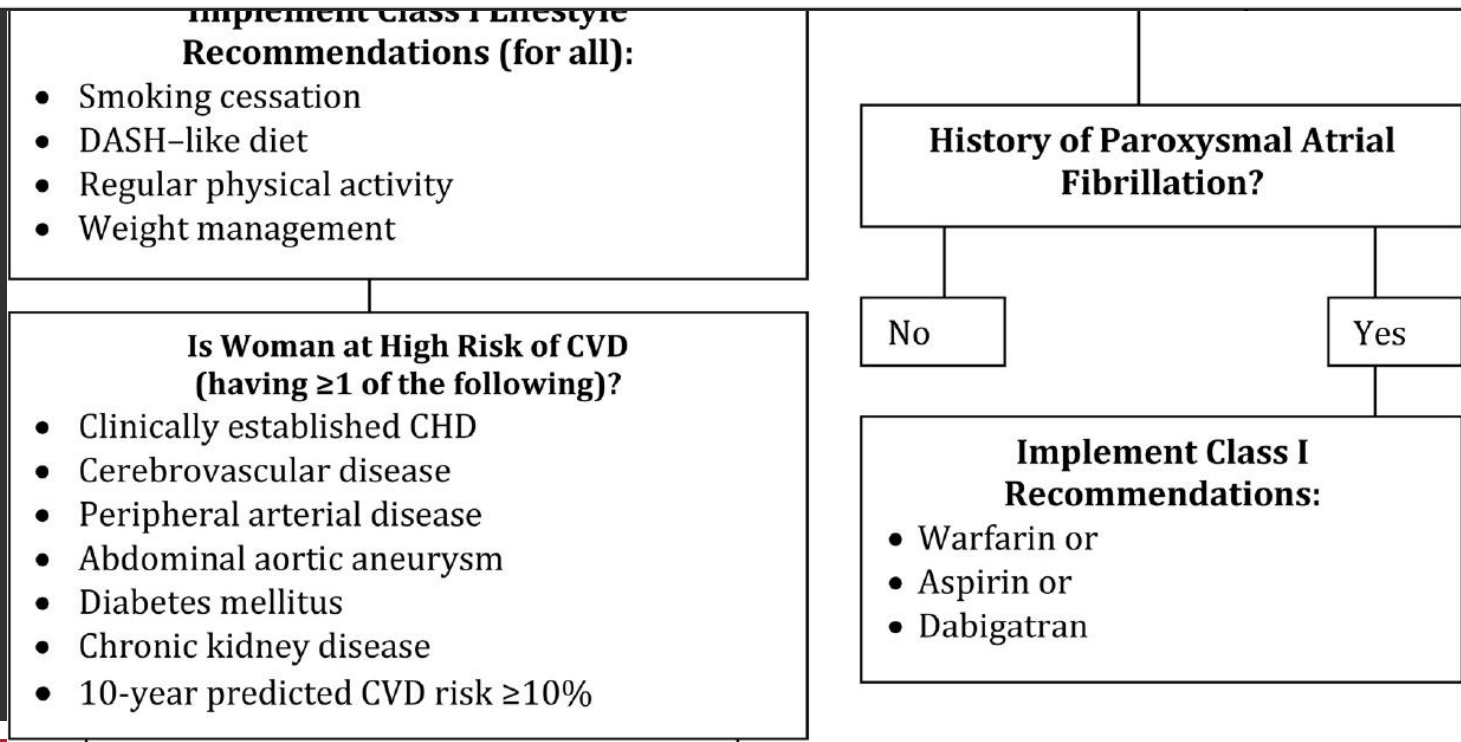 Implement Class I Lifestyle
Recommendations (for all):
• Smoking cessation
• DASH–like diet
• Regular physical activity
• Weight management
Is Woman at High Risk of CVD
(having ≥1 of the following)?
• Clinically established CHD
• Cerebrovascular disease
• Peripheral arterial disease
• Abdominal aortic aneurysm
• Diabetes mellitus
• Chronic kidney disease
• 10-year predicted CVD risk ≥10%
History of Paroxysmal Atrial
Fibrillation?
No
Yes
Implement Class I
Recommendations:
• Warfarin or
• Aspirin or
• Dabigatran